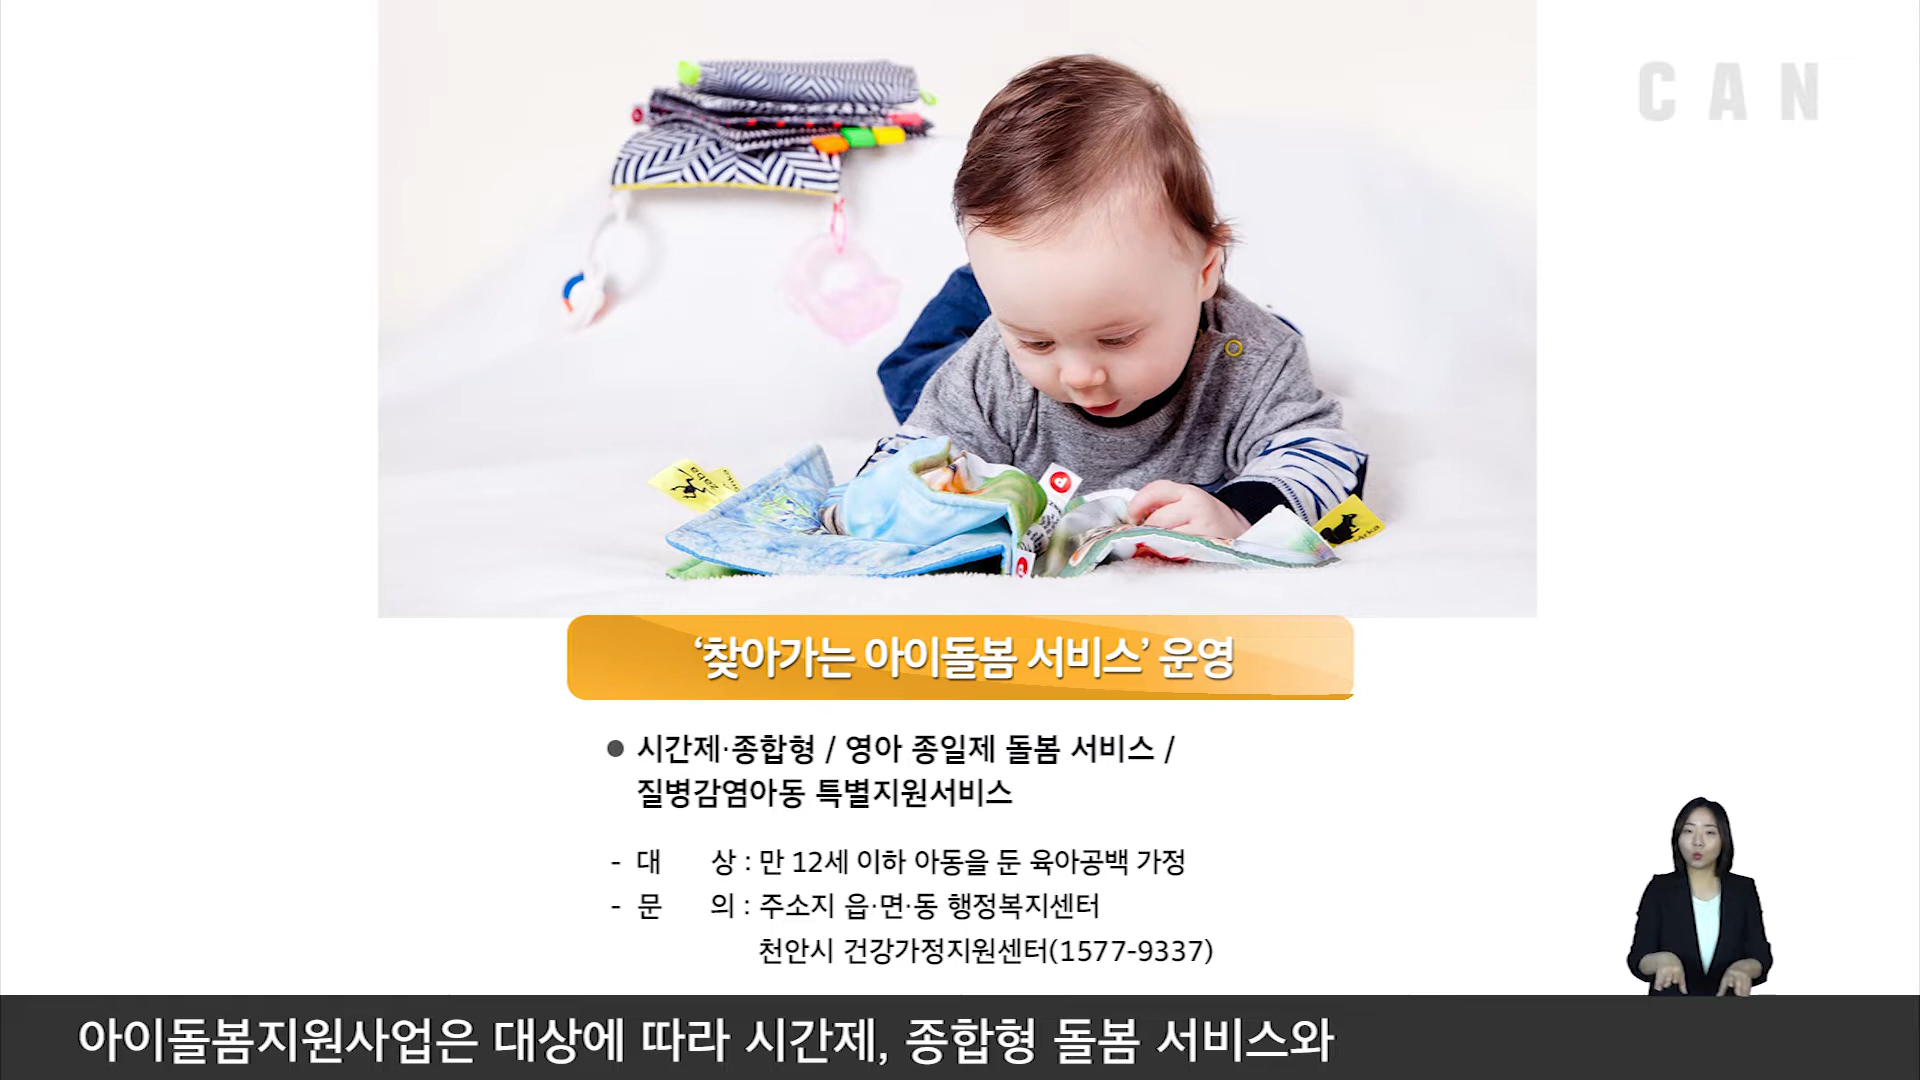 CAN
zaba
‘찾아가는 아이돌봄 서비스’ 운영
● 시간제·종합형 / 영아 종일제 돌봄 서비스 /
질병감염아동 특별지원서비스
- 대 상 : 만 12세 이하 아동을 둔 육아공백 가정
- 문 의 : 주소지 읍·면·동 행정복지센터
천안시 건강가정지원센터(1577-9337)
아이돌봄지원사업은 대상에 따라 시간제, 종합형 돌봄 서비스와